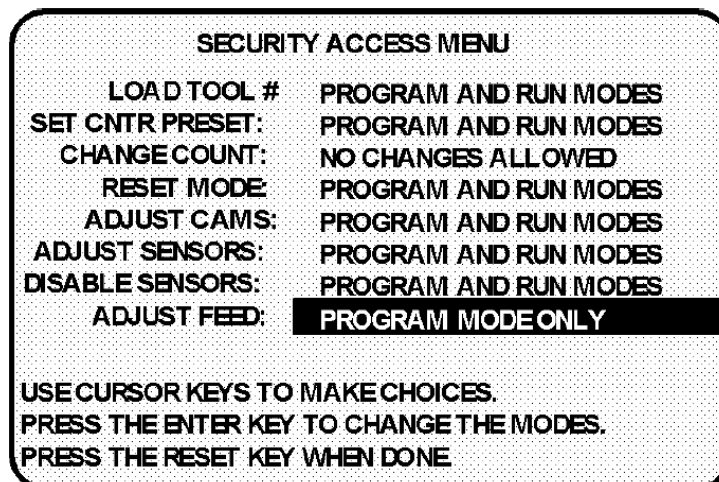 SECURITY ACCESS MENU
LOAD TOOL # PROGRAM AND RUN MODES
SET CNTR PRESET: PROGRAM AND RUN MODES
CHANGE COUNT: NO CHANGES ALLOWED
RESET MODE: PROGRAM AND RUN MODES
ADJUST CAMS: PROGRAM AND RUN MODES
ADJUST SENSORS: PROGRAM AND RUN MODES
DISABLE SENSORS: PROGRAM AND RUN MODES
ADJUST FEED: PROGRAM MODE ONLY
USE CURSOR KEYS TO MAKE CHOICES.
PRESS THE ENTER KEY TO CHANGE THE MODES.
PRESS THE RESET KEY WHEN DONE